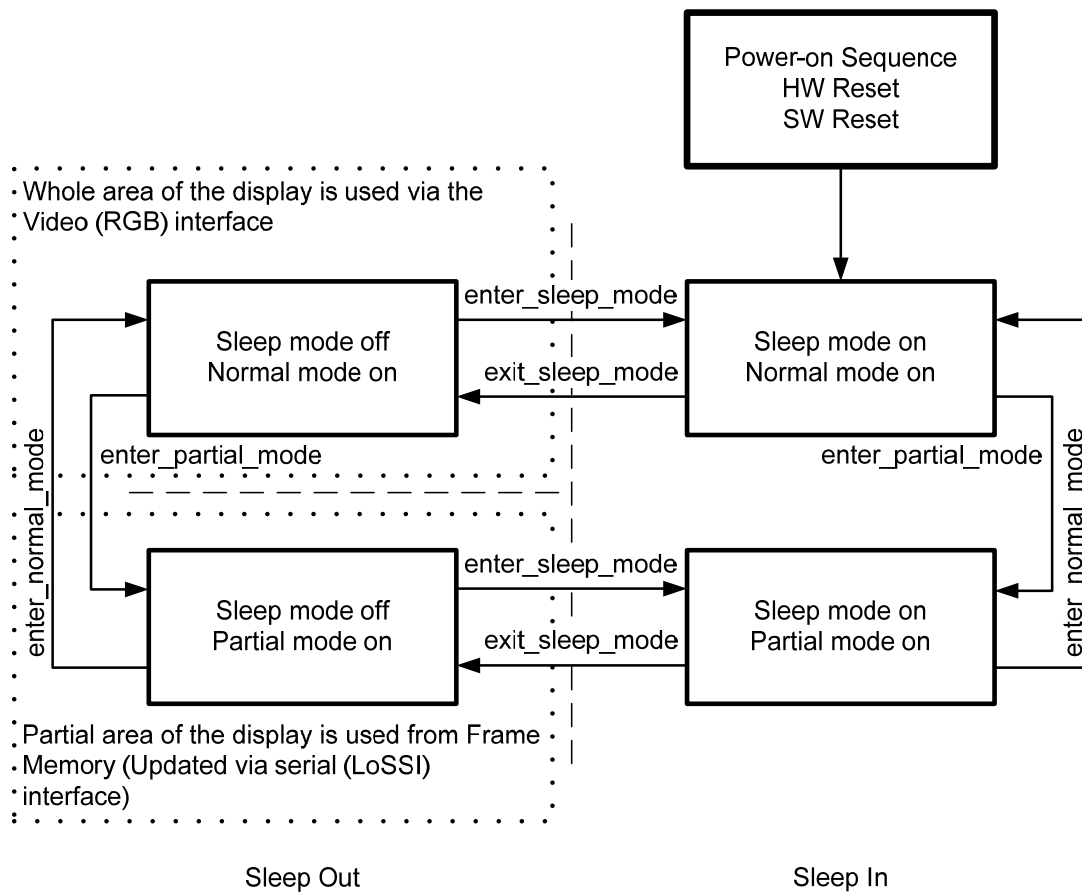 Power-on Sequence
HW Reset
SW Reset
Whole area of the display is used via the
Video (RGB) interface
enter_sleep_mode
Sleep mode off
Normal mode on
Sleep mode on
Normal mode on
exit_sleep_mode
enter_partial_mode
enter_partial_mode
enter_normal_mode
enter_normal_mode
enter_sleep_mode
Sleep mode off
Partial mode on
Sleep mode on
Partial mode on
exit_sleep_mode
Partial area of the display is used from Frame
Memory (Updated via serial (LoSSI)
interface)
Sleep Out
Sleep In